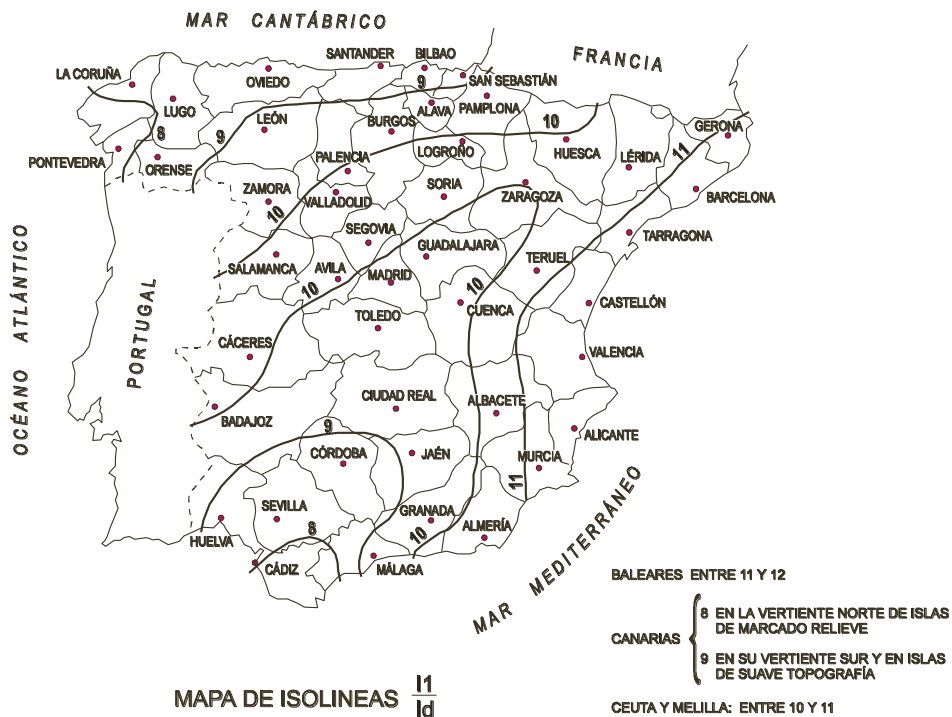 MAR CANTÁBRICO
FRANCIA
SANTANDER
BILBAO
LA CORUÑA
OVIEDO
9
SAN SEBASTIÁN
LUGO
ALAVA
PAMPLONA
8
9
LEÓN
BURGOS
10
GERONA
PONTEVEDRA
ORENSE
PALENCIA
LOGROÑO
HUESCA
LÉRIDA
11
ZAMORA
VALLADOLID
SORIA
ZARAGOZA
BARCELONA
10
SEGOVIA
GUADALAJARA
TARRAGONA
SALAMANCA
AVILA
MADRID
TERUEL
10
10
CUENCA
CASTELLÓN
TOLEDO
OCÉANO ATLÁNTICO
PORTUGAL
CÁCERES
VALENCIA
CIUDAD REAL
ALBACETE
BADAJOZ
9
ALICANTE
CÓRDOBA
JAÉN
MURCIA
11
SEVILLA
GRANADA
8
ALMERÍA
HUELVA
10
CÁDIZ
MÁLAGA
MAR MEDITERRÁNEO
BALEARES ENTRE 11 Y 12
CANARIAS
8 EN LA VERTIENTE NORTE DE ISLAS
DE MARCADO RELIEVE
9 EN SU VERTIENTE SUR Y EN ISLAS
DE SUAVE TOPOGRAFÍA
CEUTA Y MELILLA: ENTRE 10 Y 11
MAPA DE ISOLINEAS I1
Id